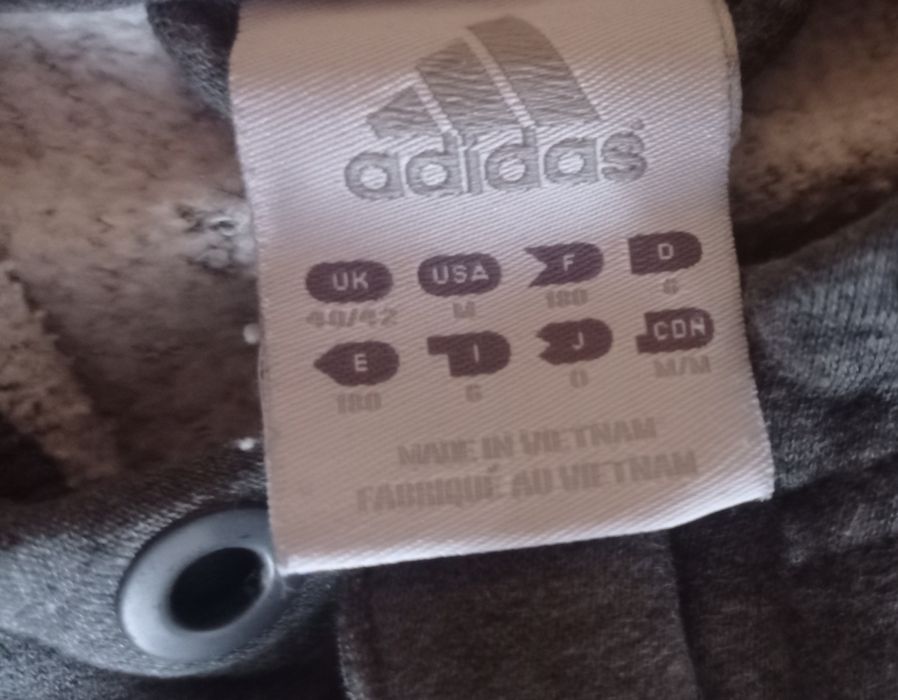 adidas
UK USA F D
40/42 M 180 6
E I J CDN
180 6 O M/M
MADE IN VIETNAM
FABRIQUÉ AU VIETNAM